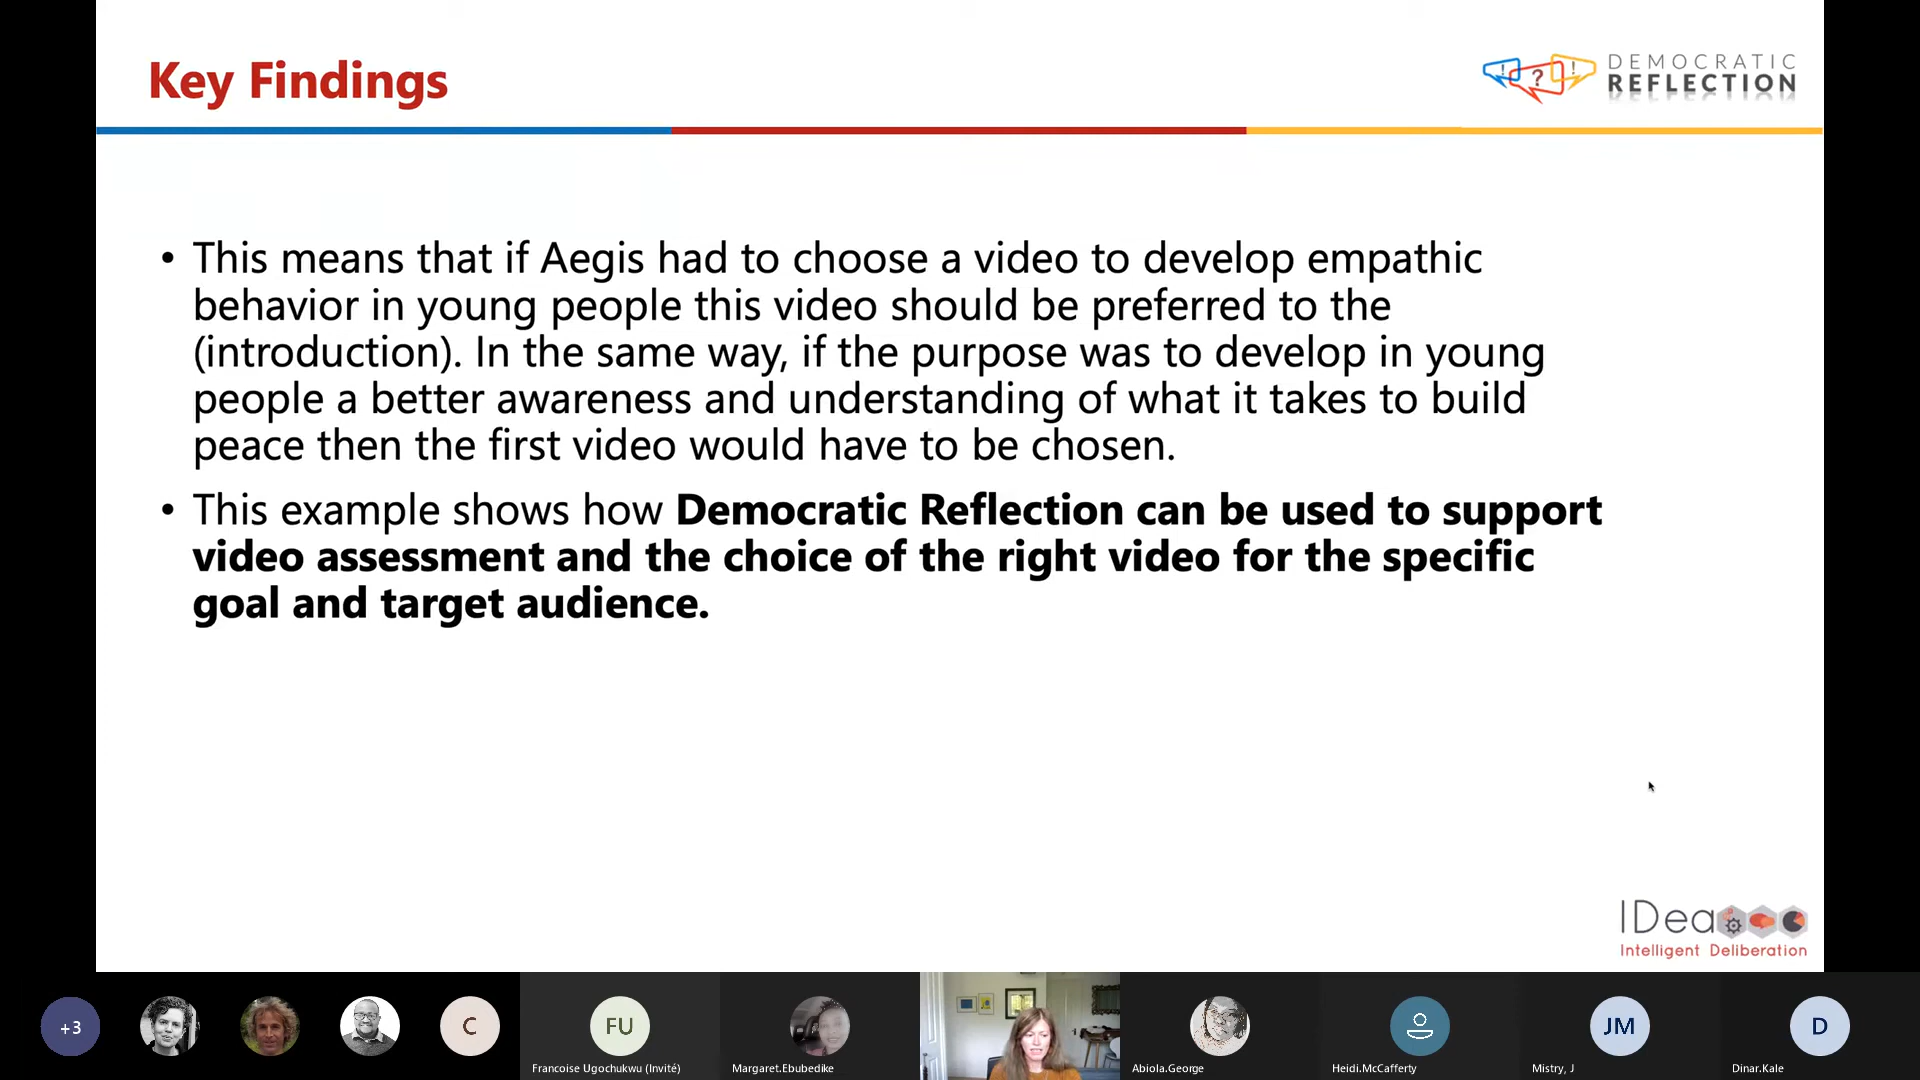 Key Findings
DEMOCRATIC
REFLECTION
• This means that if Aegis had to choose a video to develop empathic
behavior in young people this video should be preferred to the
(introduction). In the same way, if the purpose was to develop in young
people a better awareness and understanding of what it takes to build
peace then the first video would have to be chosen.
• This example shows how Democratic Reflection can be used to support
video assessment and the choice of the right video for the specific
goal and target audience.
IDea
Intelligent Deliberation
+3
C
FU
JM
D
Francoise Ugochukwu (Invité)
Margaret.Ebubedike
Abiola.George
Heidi.McCafferty
Mistry, J
Dinar.Kale